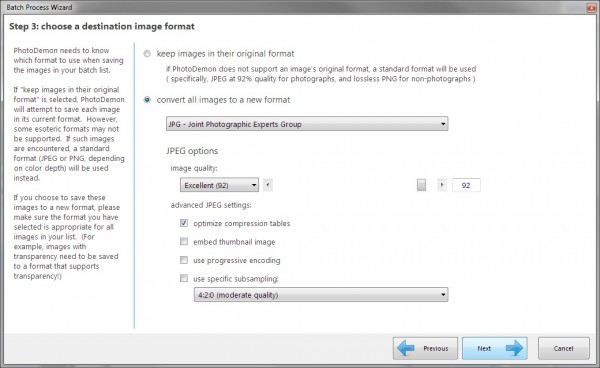 Batch Process Wizard
Step 3: choose a destination image format
PhotoDemon needs to know
which format to use when saving
the images in your batch list.
If "keep images in their original
format" is selected, PhotoDemon
will attempt to save each image
in its current format. However,
some esoteric formats may
not be supported. If such images
are encountered, a standard
format (JPEG or PNG, depending
on color depth) will be used
instead.
If you choose to save these
images to a new format, please
make sure the format you have
selected is appropriate for all
images in your list. (For
example, images with
transparency need to be saved
to a format that supports
transparency!)
keep images in their original format
if PhotoDemon does not support an image's original format, a standard format will be used
( specifically, JPEG at 92% quality for photographs, and lossless PNG for non-photographs )
convert all images to a new format
JPG - Joint Photographic Experts Group
JPEG options
image quality:
Excellent (92)
92
advanced JPEG settings:
optimize compression tables
embed thumbnail image
use progressive encoding
use specific subsampling:
4:2:0 (moderate quality)
Previous
Next
Cancel